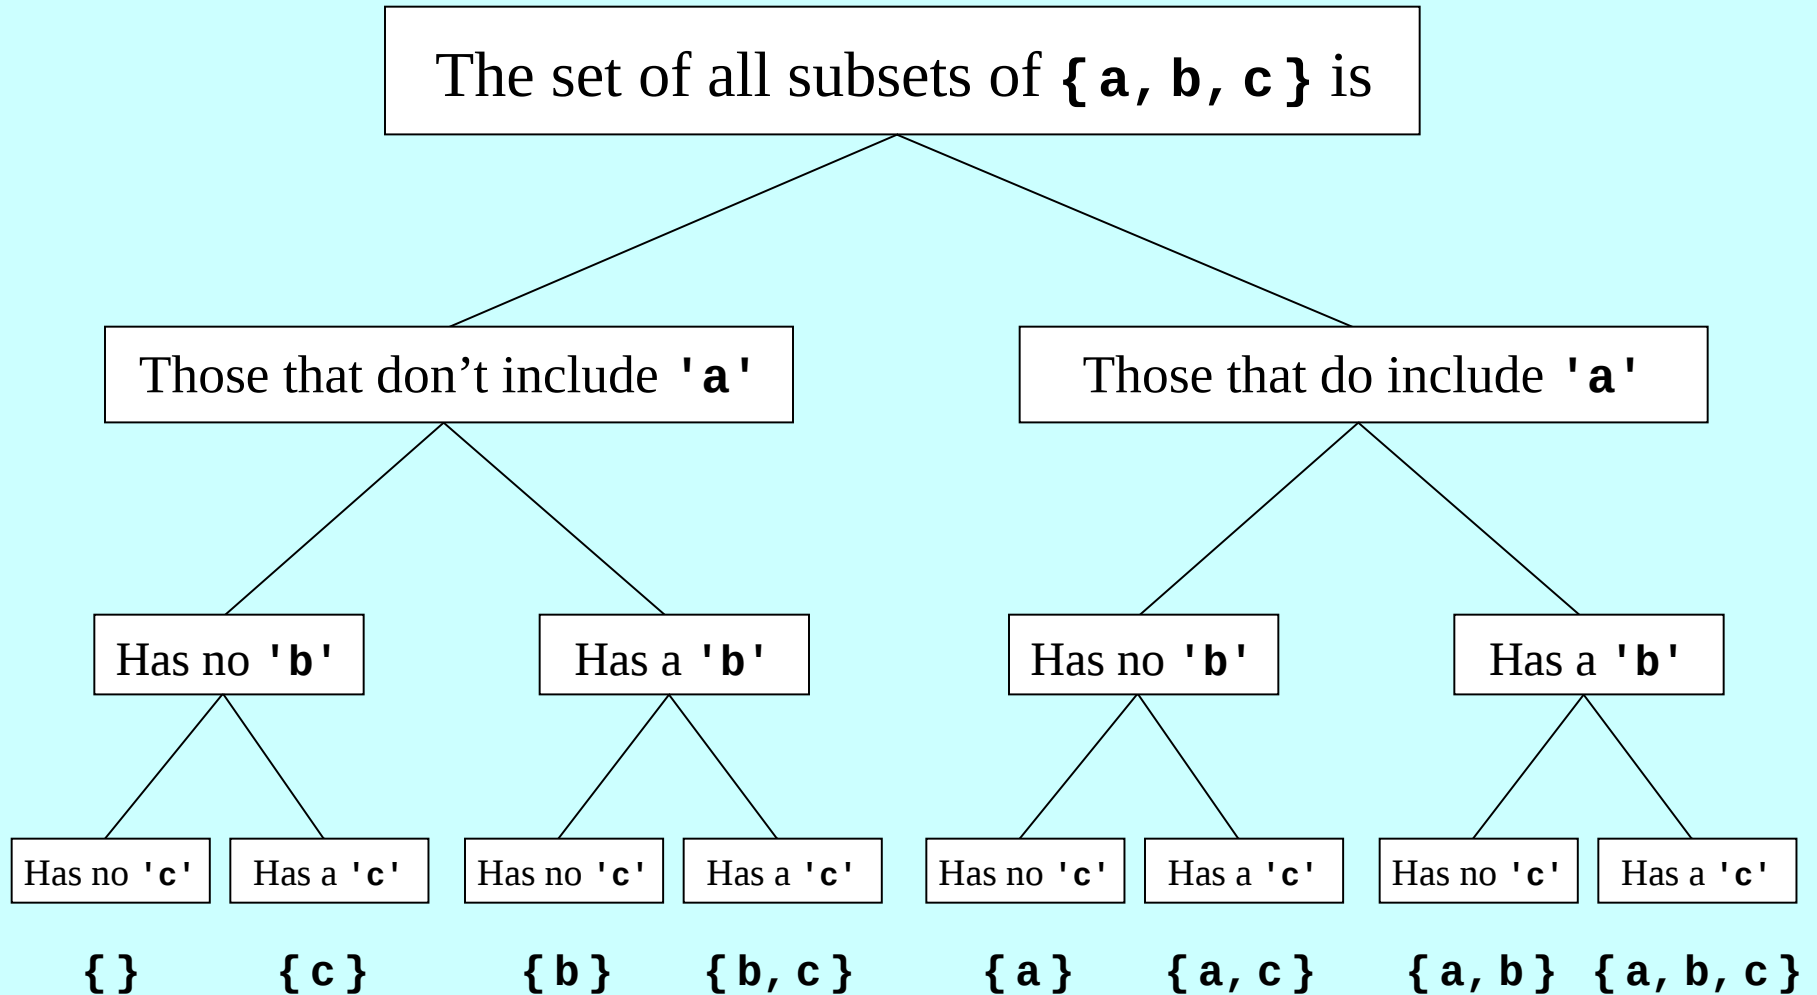 The set of all subsets of {a,b,c} is
Those that don’t include 'a'
Those that do include 'a'
Has no 'b'
Has a 'b'
Has no 'b'
Has a 'b'
Has no 'c'
Has a 'c'
Has no 'c'
Has a 'c'
Has no 'c'
Has a 'c'
Has no 'c'
Has a 'c'
{}
{c}
{b}
{b,c}
{a}
{a,c}
{a,b}
{a,b,c}